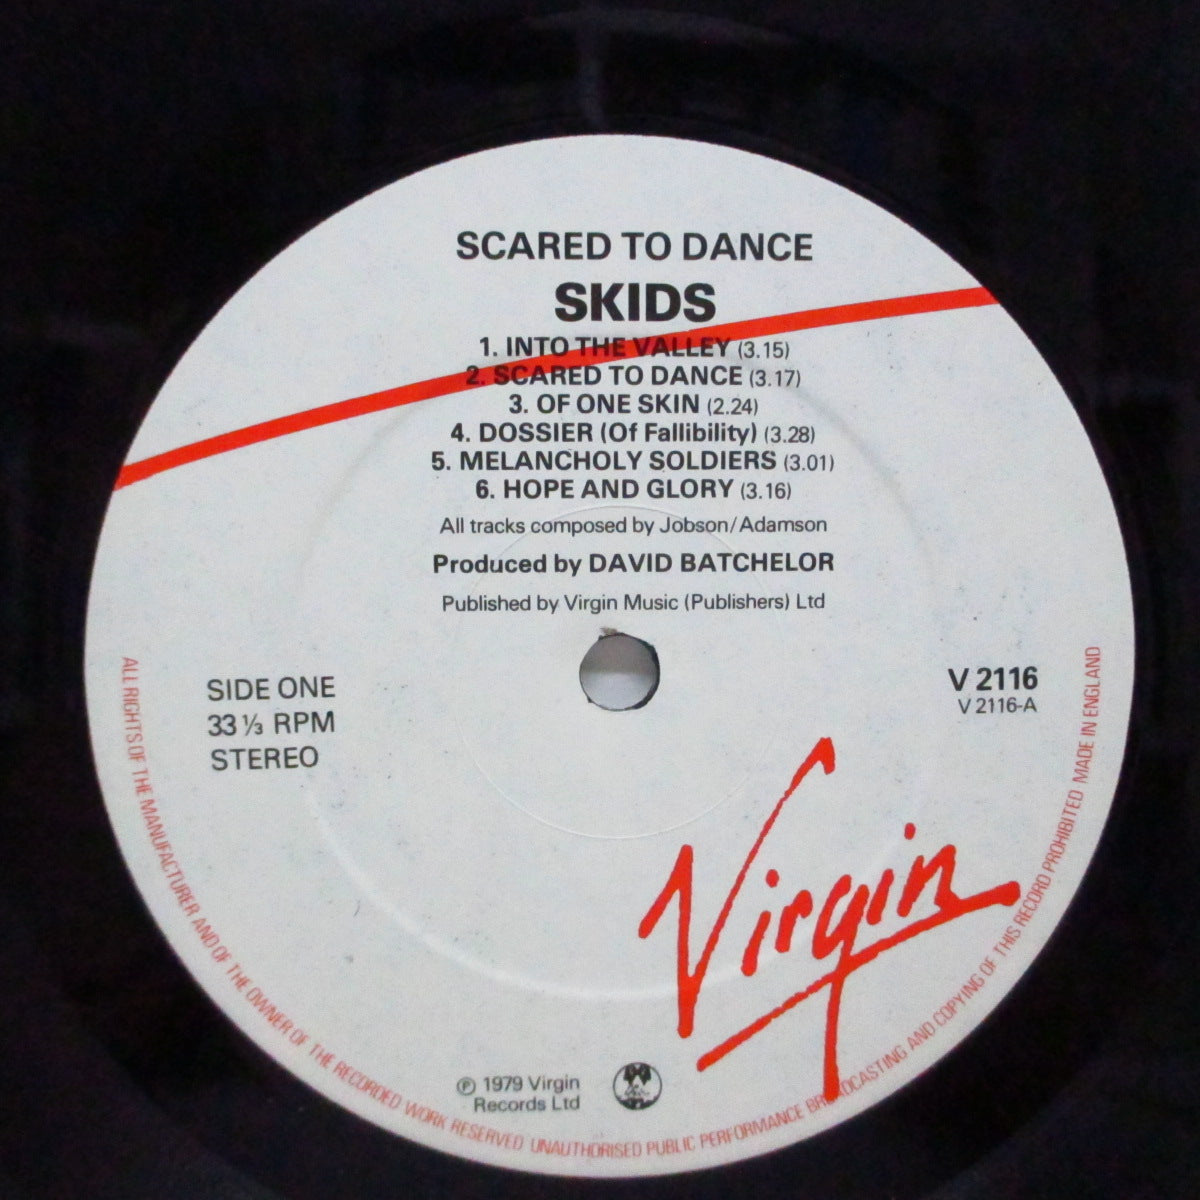 SCARED TO DANCE
SKIDS
1. INTO THE VALLEY (3.15)
2. SCARED TO DANCE (3.17)
3. OF ONE SKIN (2.24)
4. DOSSIER (Of Fallibility) (3.28)
5. MELANCHOLY SOLDIERS (3.01)
6. HOPE AND GLORY (3.16)
All tracks composed by Jobson/Adamson
Produced by DAVID BATCHELOR
Published by Virgin Music (Publishers) Ltd
SIDE ONE
33⅓ RPM
STEREO
V 2116
V 2116-A
Virgin
℗ 1979 Virgin
Records Ltd
ALL RIGHTS OF THE MANUFACTURER AND OF THE OWNER OF THE RECORDED WORK RESERVED UNAUTHORISED PUBLIC PERFORMANCE BROADCASTING AND COPYING OF THIS RECORD PROHIBITED MADE IN ENGLAND